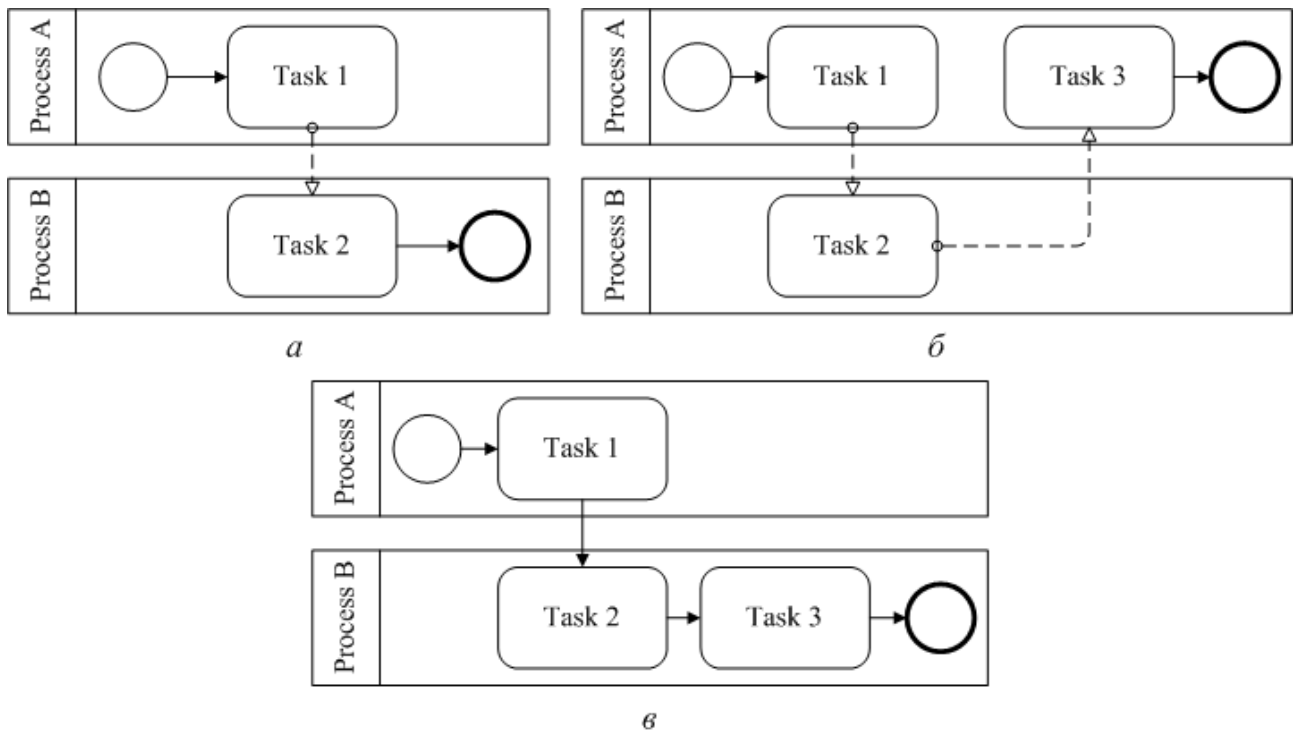 Process A
Task 1
Process B
Task 2
а
Process A
Task 1
Task 3
Process B
Task 2
б
Process A
Task 1
Process B
Task 2
Task 3
в